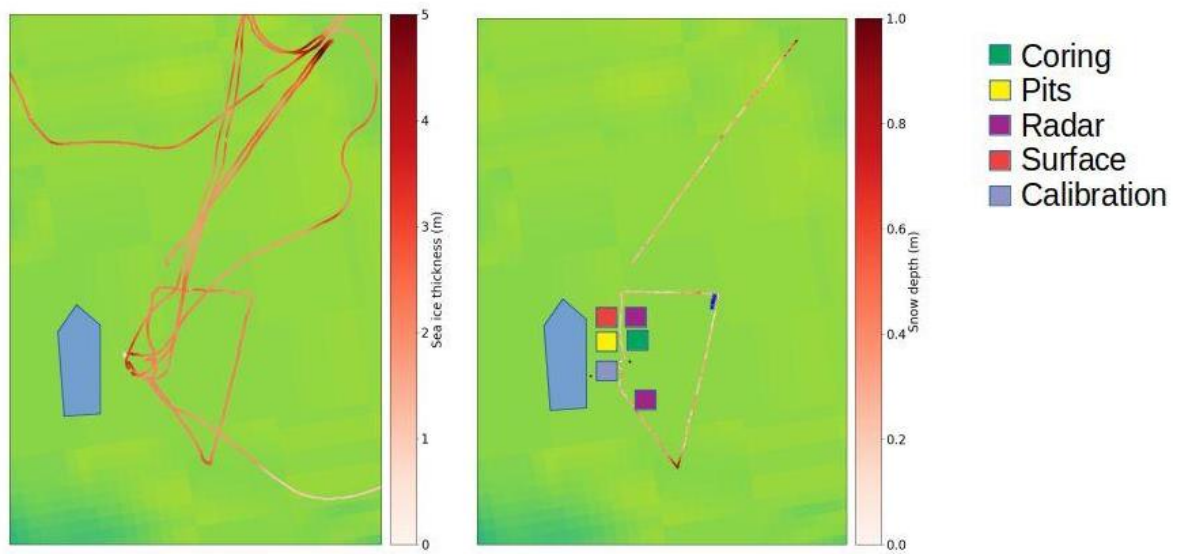 5
4
3
2
1
0
Sea ice thickness (m)
1.0
0.8
0.6
0.4
0.2
0.0
Snow depth (m)
Coring
Pits
Radar
Surface
Calibration